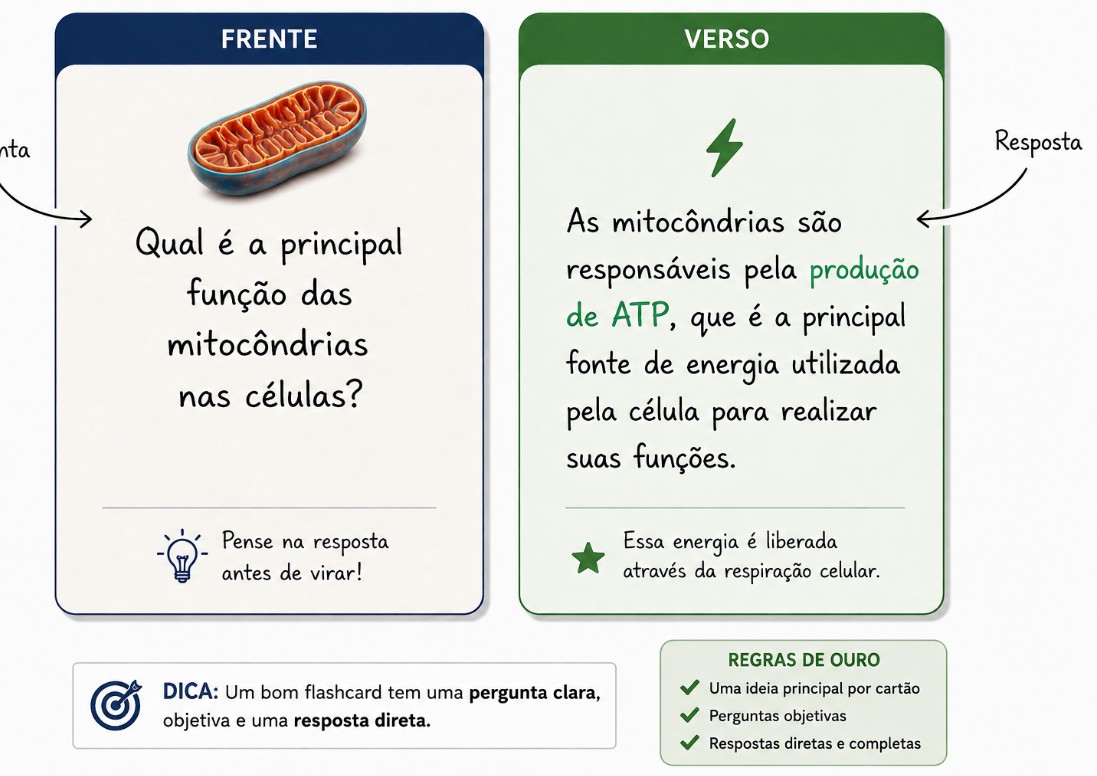 FRENTE
Qual é a principal
função das
mitocôndrias
nas células?
Pense na resposta
antes de virar!
VERSO
Resposta
As mitocôndrias são
responsáveis pela produção
de ATP, que é a principal
fonte de energia utilizada
pela célula para realizar
suas funções.
Essa energia é liberada
através da respiração celular.
DICA: Um bom flashcard tem uma pergunta clara,
objetiva e uma resposta direta.
REGRAS DE OURO
Uma ideia principal por cartão
Perguntas objetivas
Respostas diretas e completas